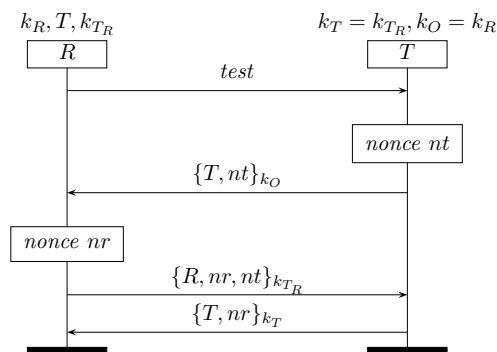 k_R, T, k_{T_R}
k_T = k_{T_R}, k_O = k_R
R
T
test
nonce nt
{T, nt}_{k_O}
nonce nr
{R, nr, nt}_{k_{T_R}}
{T, nr}_{k_T}